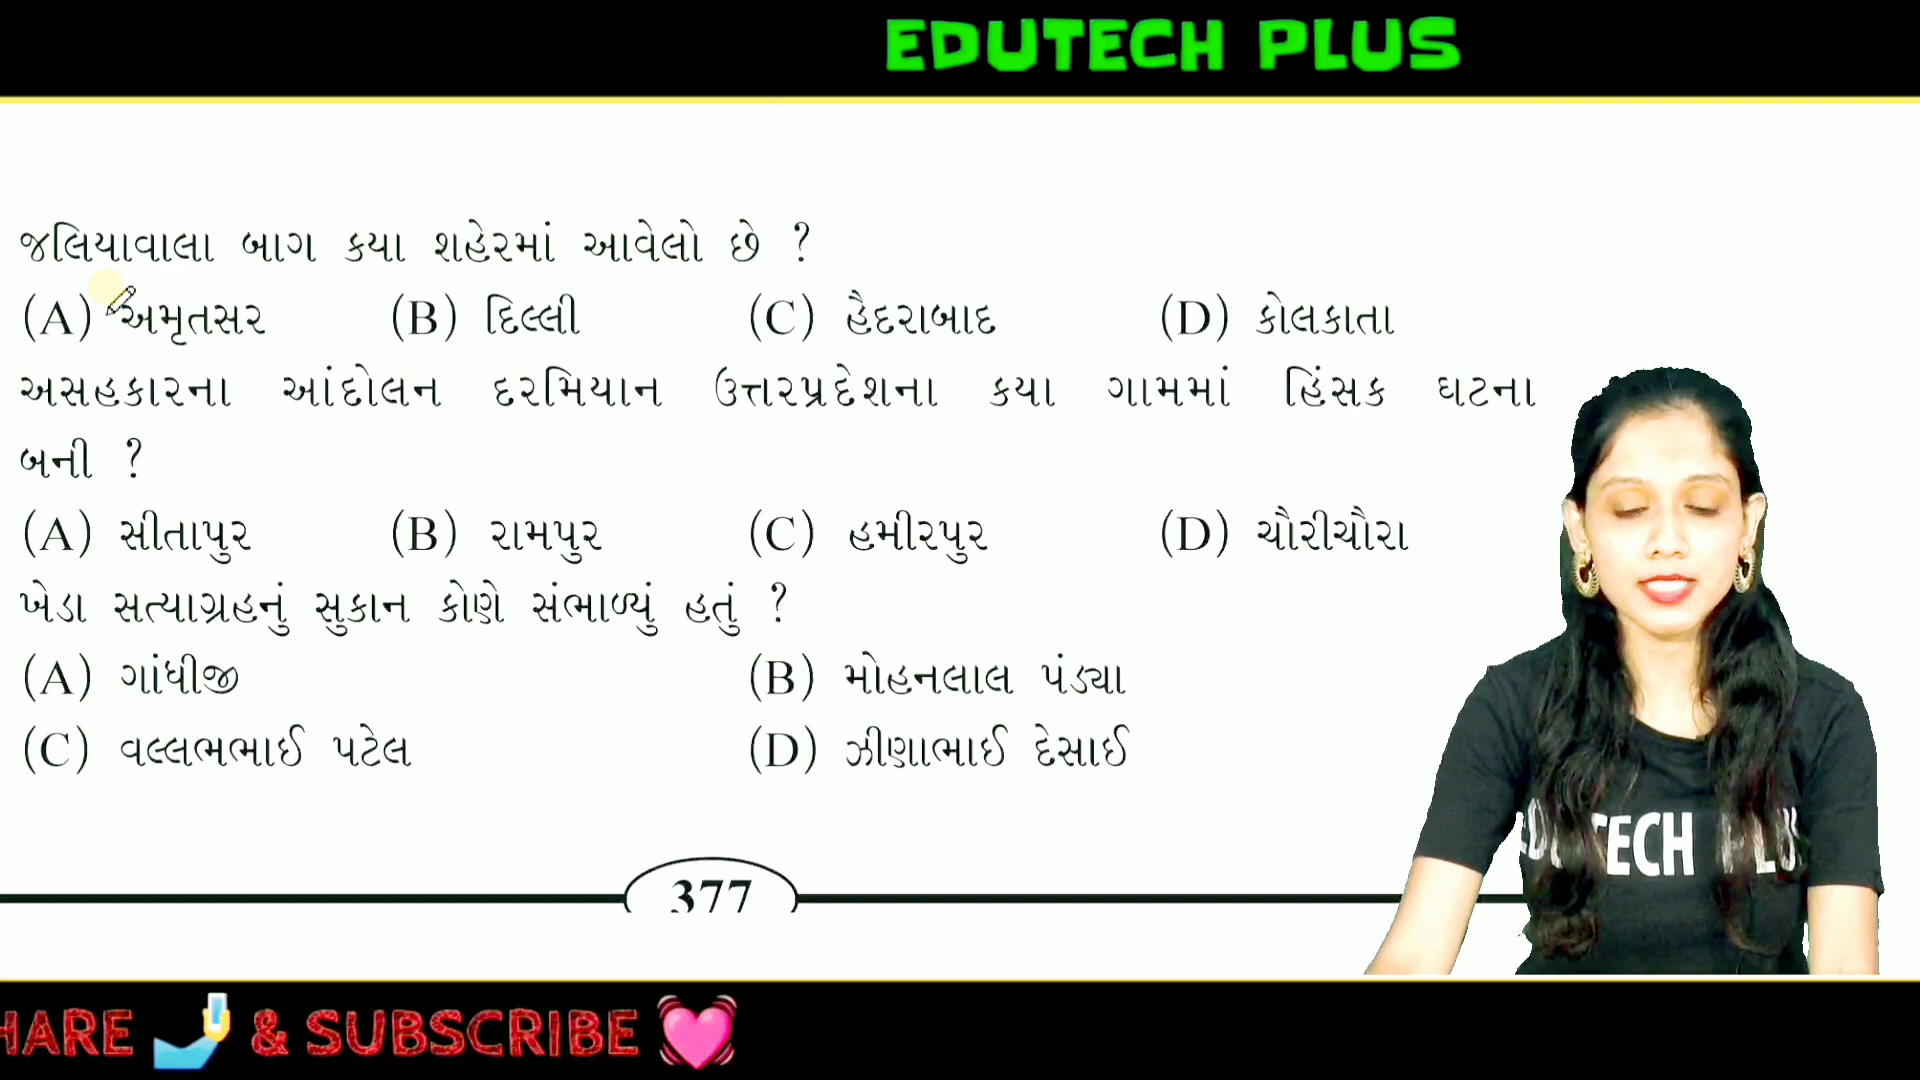 EDUTECH PLUS
જલિયાવાલા બાગ કયા શહેરમાં આવેલો છે ?
(A) અમૃતસર (B) દિલ્લી (C) હૈદરાબાદ (D) કોલકાતા
અસહકારના આંદોલન દરમિયાન ઉત્તરપ્રદેશના કયા ગામમાં હિંસક ઘટના
બની ?
(A) સીતાપુર (B) રામપુર (C) હમીરપુર (D) ચૌરીચૌરા
ખેડા સત્યાગ્રહનું સુકાન કોણે સંભાળ્યું હતું ?
(A) ગાંધીજી (B) મોહનલાલ પંડ્યા
(C) વલ્લભભાઈ પટેલ (D) ઝીણાભાઈ દેસાઈ
377
HARE & SUBSCRIBE